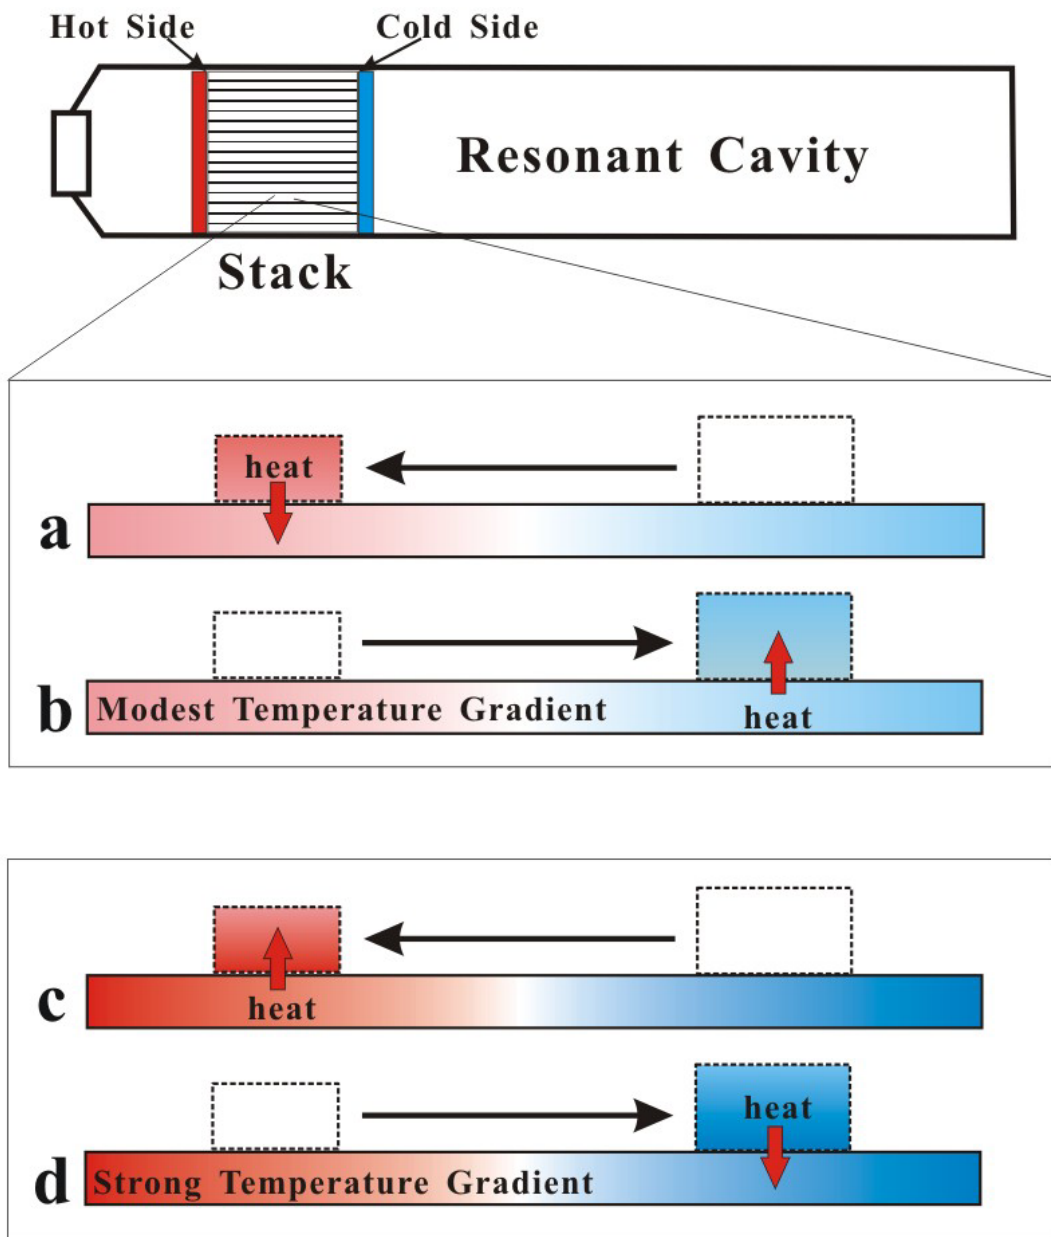 Hot Side
Cold Side
Resonant Cavity
Stack
heat
a
b
Modest Temperature Gradient
heat
c
heat
heat
d
Strong Temperature Gradient